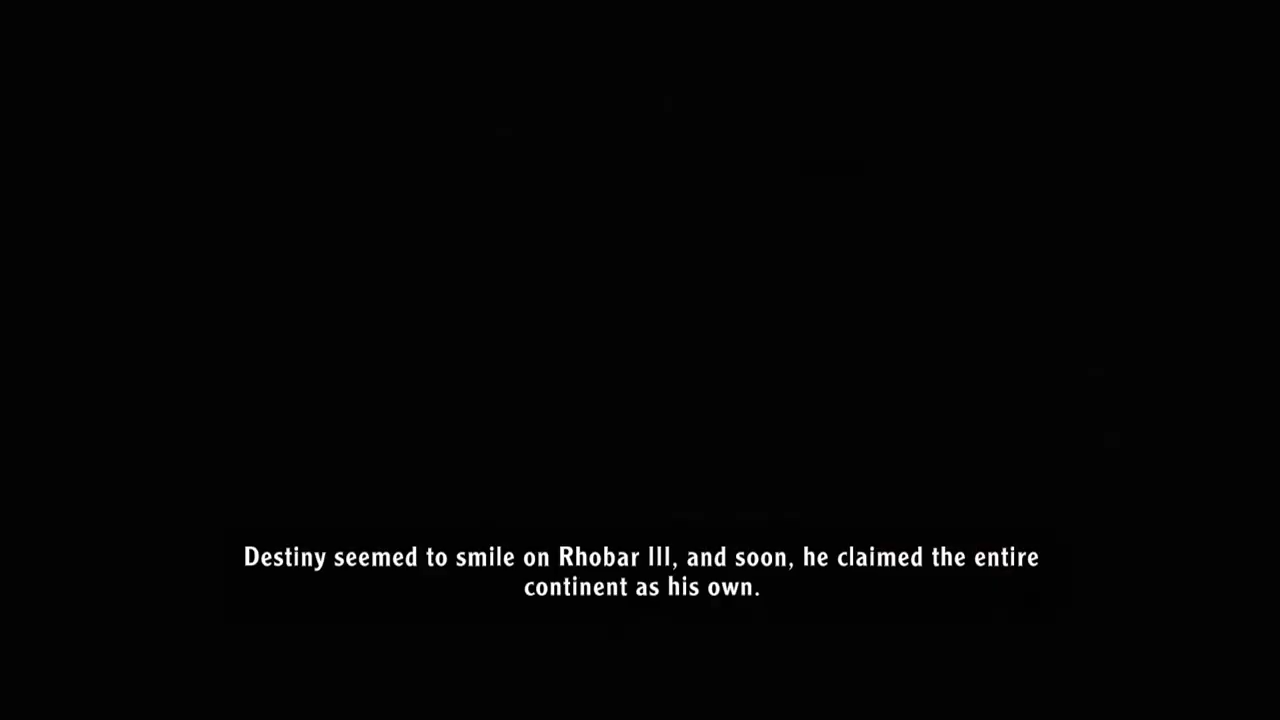 Destiny seemed to smile on Rhobar III, and soon, he claimed the entire
continent as his own.